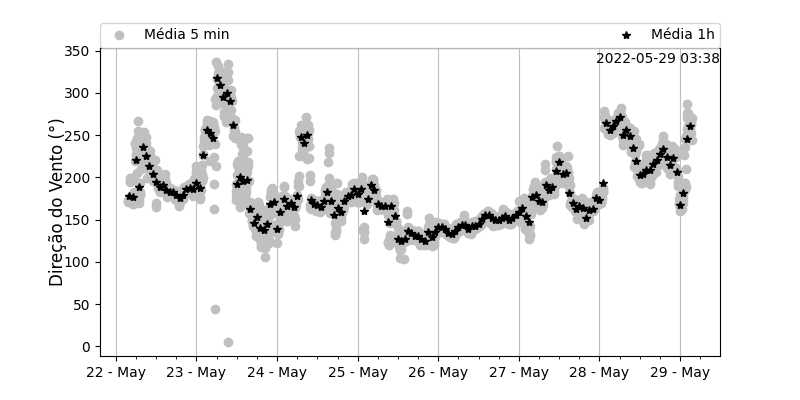 Média 5 min
Média 1h
2022-05-29 03:38
Direção do Vento (°)
350
300
250
200
150
100
50
0
22 - May
23 - May
24 - May
25 - May
26 - May
27 - May
28 - May
29 - May